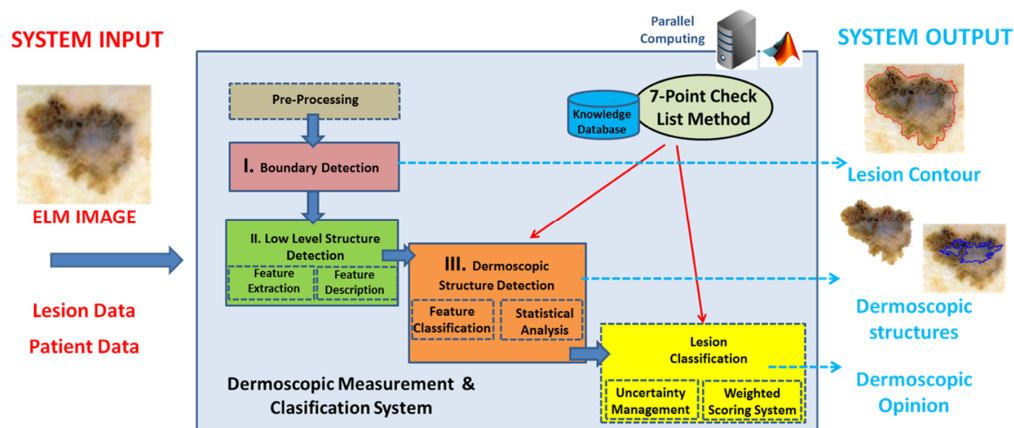 SYSTEM INPUT
ELM IMAGE
Lesion Data
Patient Data
Parallel
Computing
Pre-Processing
I. Boundary Detection
II. Low Level Structure
Detection
Feature
Extraction
Feature
Description
III. Dermoscopic
Structure Detection
Feature
Classification
Statistical
Analysis
Knowledge
Database
7-Point Check
List Method
Lesion
Classification
Uncertainty
Management
Weighted
Scoring System
Dermoscopic Measurement &
Clasification System
SYSTEM OUTPUT
Lesion Contour
Dermoscopic
structures
Dermoscopic
Opinion